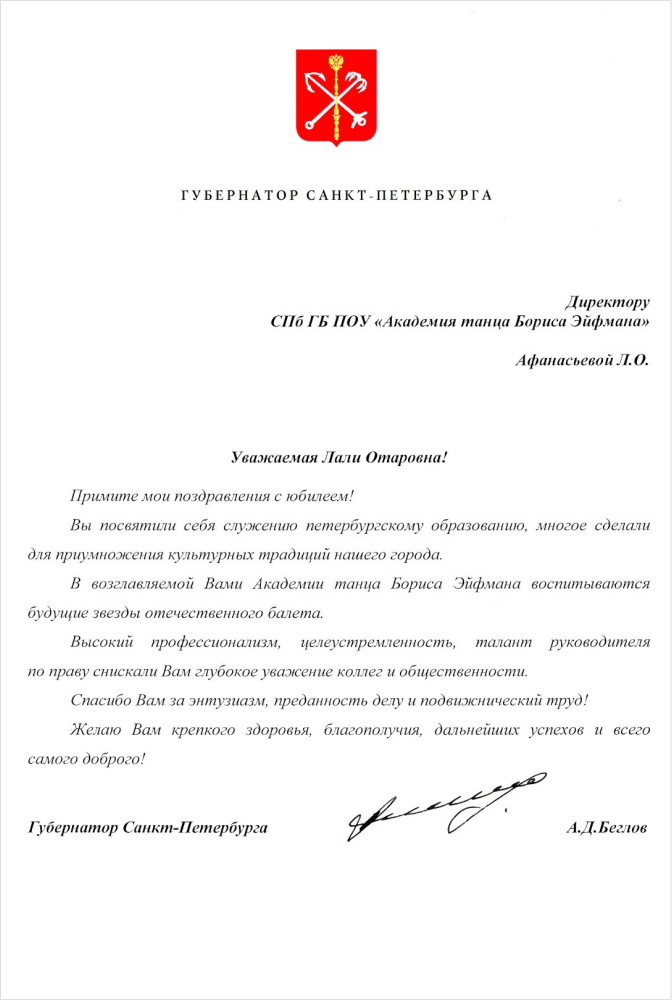 ГУБЕРНАТОР САНКТ-ПЕТЕРБУРГА
Директору
СПб ГБ ПОУ «Академия танца Бориса Эйфмана»
Афанасьевой Л.О.
Уважаемая Лали Отаровна!
Примите мои поздравления с юбилеем!
Вы посвятили себя служению петербургскому образованию, многое сделали
для приумножения культурных традиций нашего города.
В возглавляемой Вами Академии танца Бориса Эйфмана воспитываются
будущие звезды отечественного балета.
Высокий профессионализм, целеустремленность, талант руководителя
по праву снискали Вам глубокое уважение коллег и общественности.
Спасибо Вам за энтузиазм, преданность делу и подвижнический труд!
Желаю Вам крепкого здоровья, благополучия, дальнейших успехов и всего
самого доброго!
Губернатор Санкт-Петербурга А.Д.Беглов